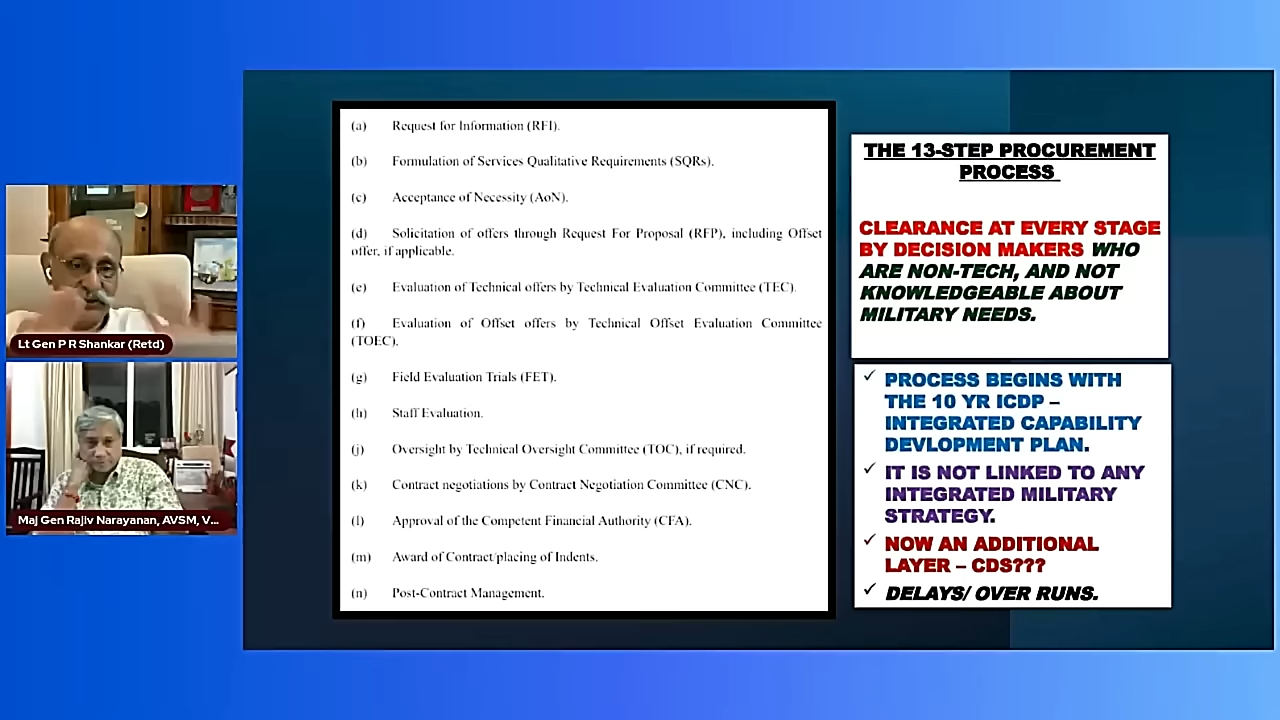 (a) Request for Information (RFI).
(b) Formulation of Services Qualitative Requirements (SQRs).
(c) Acceptance of Necessity (AoN).
(d) Solicitation of offers through Request For Proposal (RFP), including Offset
offer, if applicable.
(e) Evaluation of Technical offers by Technical Evaluation Committee (TEC).
(f) Evaluation of Offset offers by Technical Offset Evaluation Committee
(TOEC).
(g) Field Evaluation Trials (FET).
(h) Staff Evaluation.
(j) Oversight by Technical Oversight Committee (TOC), if required.
(k) Contract negotiations by Contract Negotiation Committee (CNC).
(l) Approval of the Competent Financial Authority (CFA).
(m) Award of Contract/placing of Indents.
(n) Post-Contract Management.
THE 13-STEP PROCUREMENT
PROCESS
CLEARANCE AT EVERY STAGE
BY DECISION MAKERS WHO
ARE NON-TECH, AND NOT
KNOWLEDGEABLE ABOUT
MILITARY NEEDS.
✓ PROCESS BEGINS WITH
THE 10 YR ICDP –
INTEGRATED CAPABILITY
DEVLOPMENT PLAN.
✓ IT IS NOT LINKED TO ANY
INTEGRATED MILITARY
STRATEGY.
✓ NOW AN ADDITIONAL
LAYER – CDS???
✓ DELAYS/ OVER RUNS.
Lt Gen P R Shankar (Retd)
Maj Gen Rajiv Narayanan, AVSM, V...